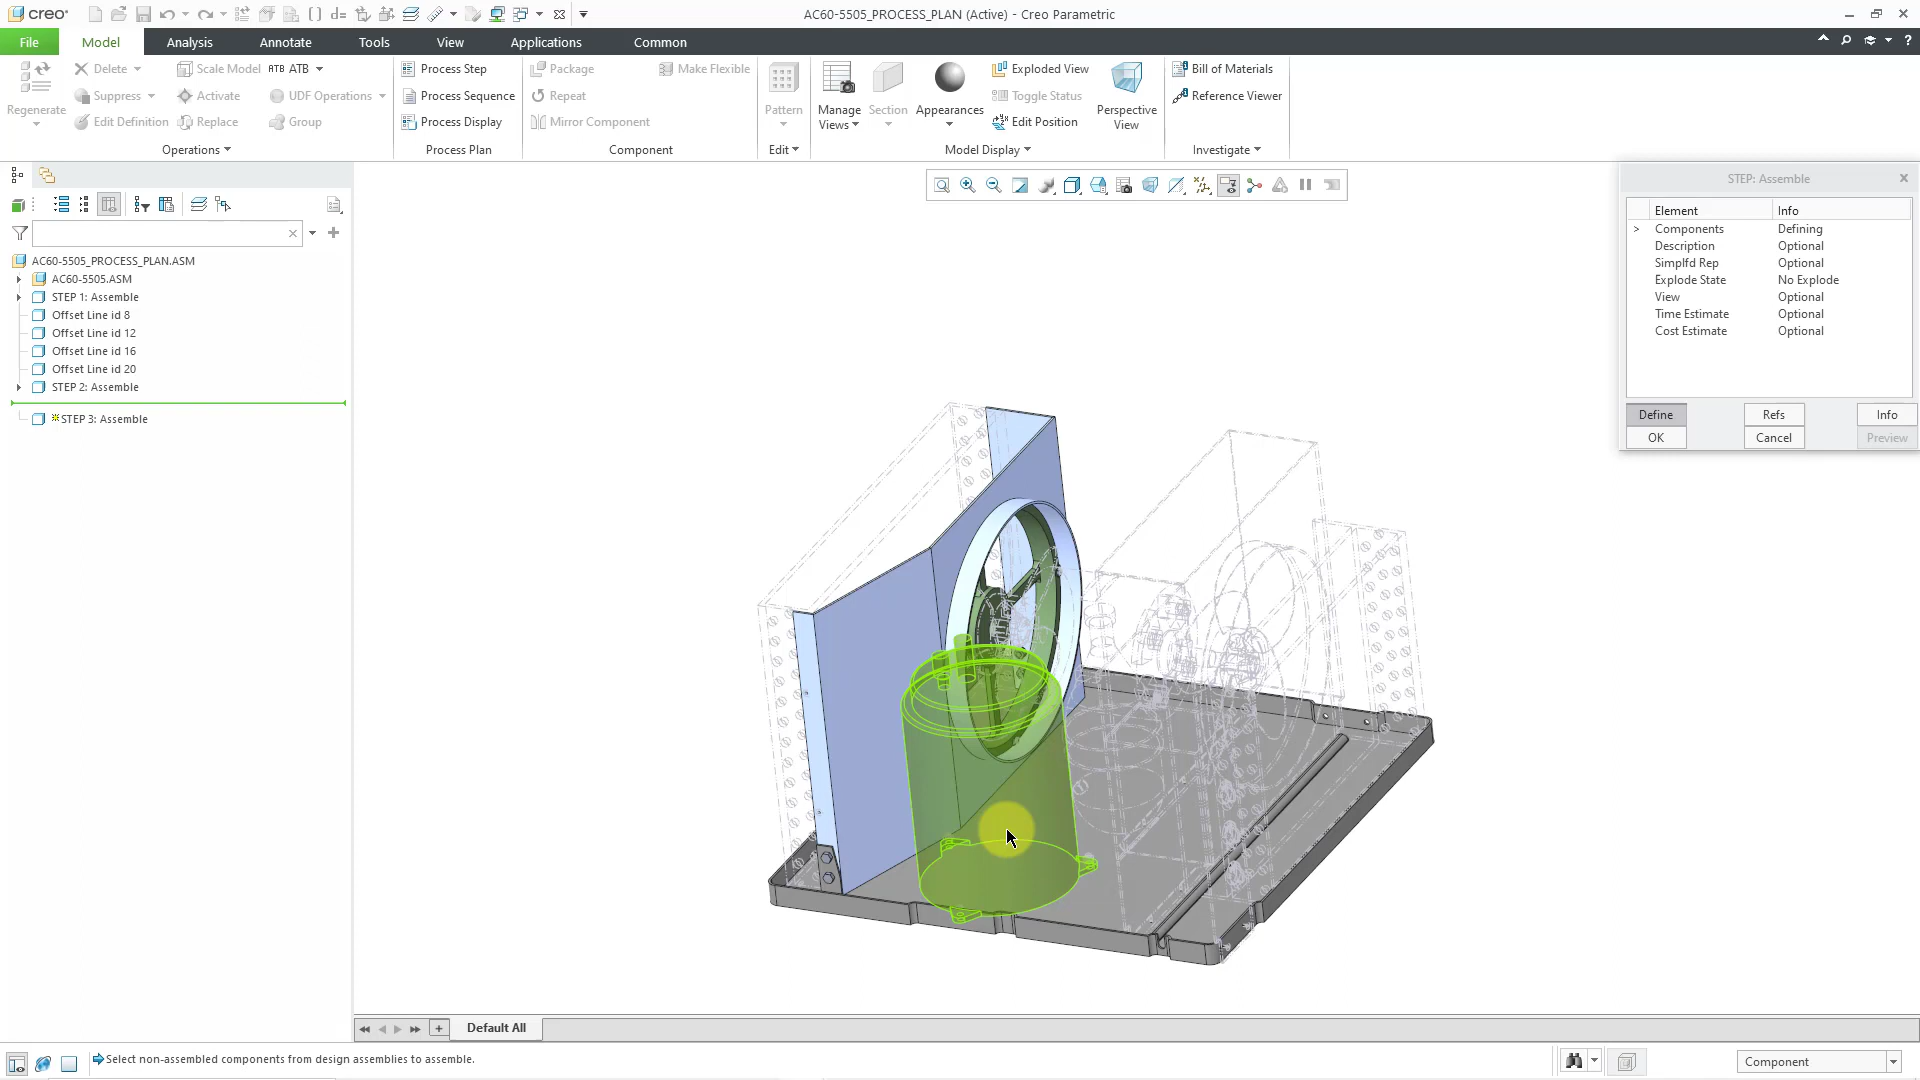 creo
AC60-5505_PROCESS_PLAN (Active) - Creo Parametric
File
Model
Analysis
Annotate
Tools
View
Applications
Common
Regenerate
Delete
Suppress
Edit Definition
Scale Model
Activate
Replace
ATB ATB
UDF Operations
Group
Operations
Process Step
Process Sequence
Process Display
Process Plan
Package
Repeat
Mirror Component
Make Flexible
Component
Pattern
Edit
Manage
Views
Section
Appearances
Exploded View
Toggle Status
Edit Position
Perspective
View
Model Display
Bill of Materials
Reference Viewer
Investigate
AC60-5505_PROCESS_PLAN.ASM
AC60-5505.ASM
STEP 1: Assemble
Offset Line id 8
Offset Line id 12
Offset Line id 16
Offset Line id 20
STEP 2: Assemble
STEP 3: Assemble
STEP: Assemble
Element Info
> Components Defining
Description Optional
Simplfd Rep Optional
Explode State No Explode
View Optional
Time Estimate Optional
Cost Estimate Optional
Define Refs Info
OK Cancel Preview
Default All
Select non-assembled components from design assemblies to assemble.
Component